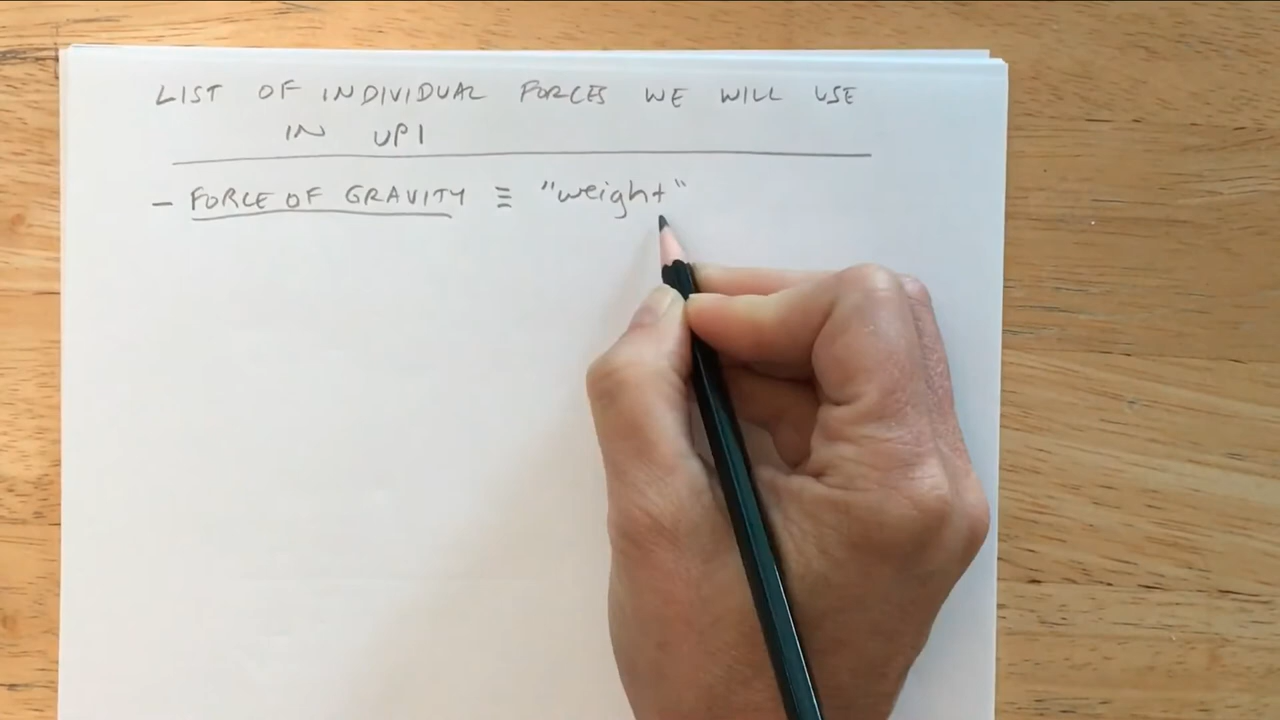 LIST OF INDIVIDUAL FORCES WE WILL USE
IN UP1
- FORCE OF GRAVITY ≡ "weight"